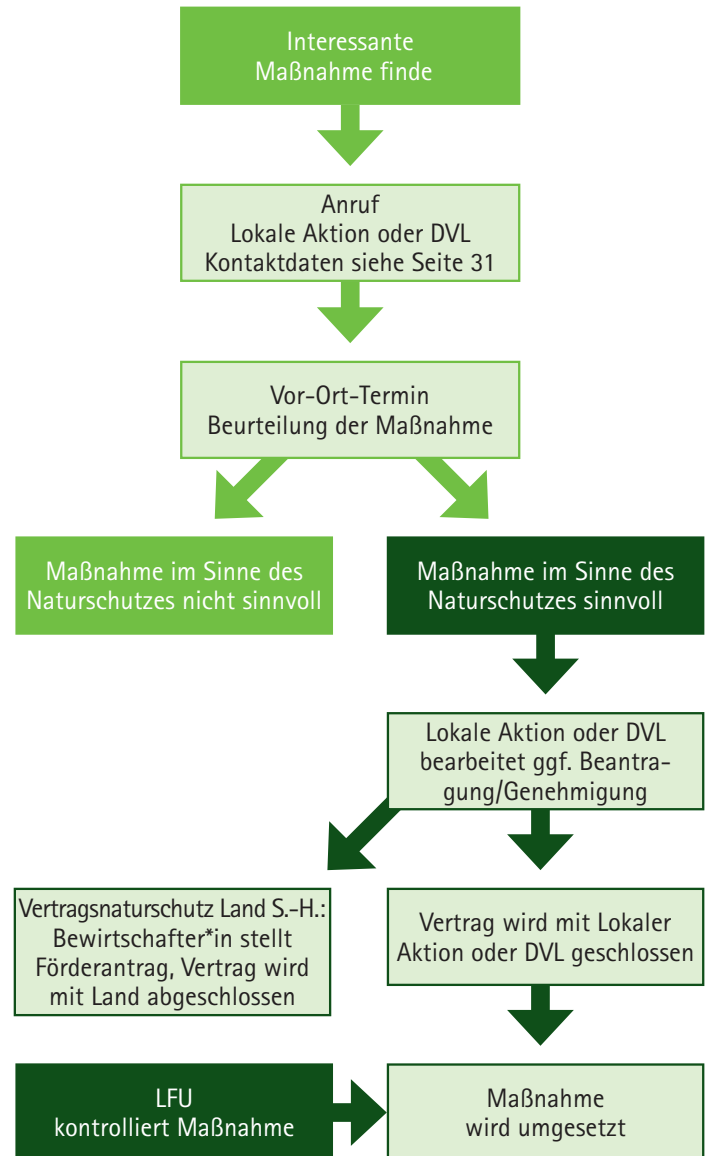 Interessante
Maßnahme finde
Anruf
Lokale Aktion oder DVL
Kontaktdaten siehe Seite 31
Vor-Ort-Termin
Beurteilung der Maßnahme
Maßnahme im Sinne des
Naturschutzes nicht sinnvoll
Maßnahme im Sinne des
Naturschutzes sinnvoll
Lokale Aktion oder DVL
bearbeitet ggf. Beantra-
gung/Genehmigung
Vertragsnaturschutz Land S.-H.:
Bewirtschafter*in stellt
Förderantrag, Vertrag wird
mit Land abgeschlossen
Vertrag wird mit Lokaler
Aktion oder DVL geschlossen
LFU
kontrolliert Maßnahme
Maßnahme
wird umgesetzt